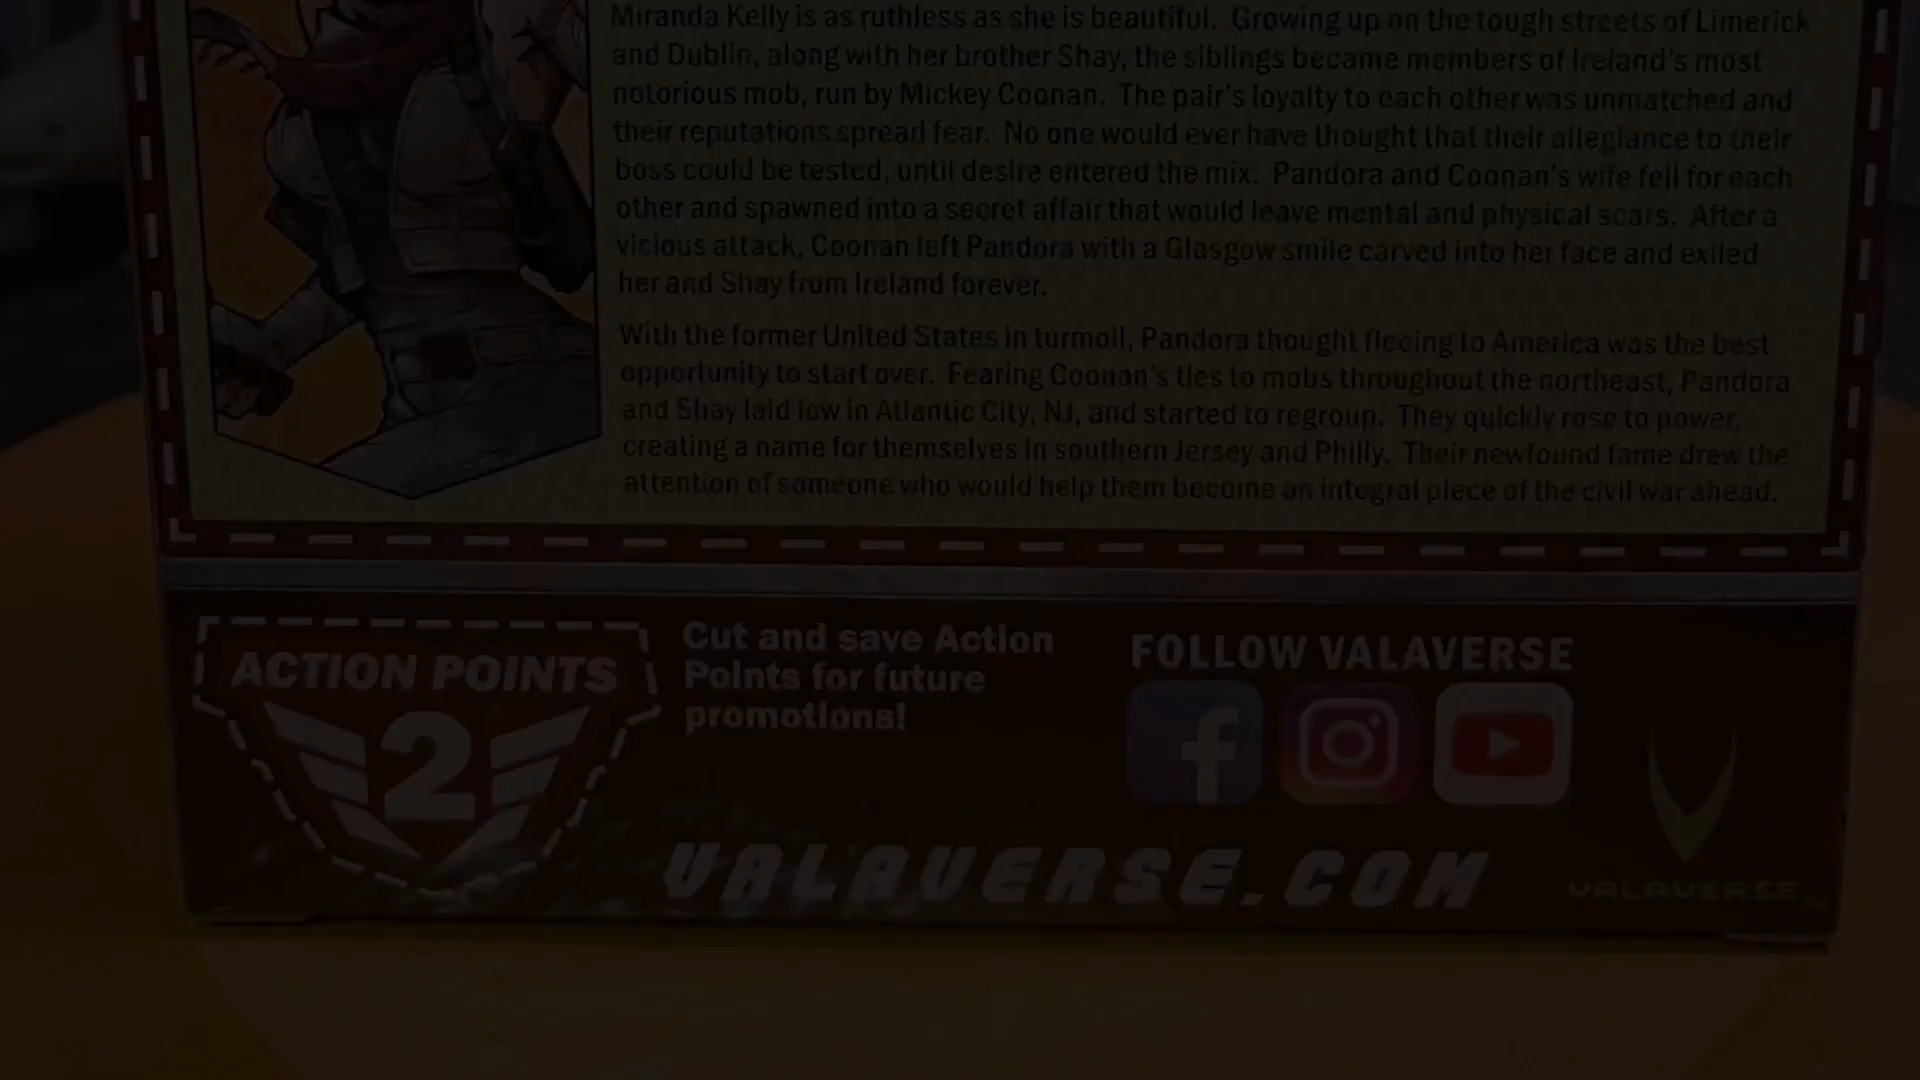 Miranda Kelly is as ruthless as she is beautiful. Growing up on the tough streets of Limerick
and Dublin, along with her brother Shay, the siblings became members of Ireland's most
notorious mob, run by Mickey Coonan. The pair's loyalty to each other was unmatched and
their reputations spread fear. No one would ever have thought that their allegiance to their
boss could be tested, until desire entered the mix. Pandora and Coonan's wife fell for each
other and spawned into a secret affair that would leave mental and physical scars. After a
vicious attack, Coonan left Pandora with a Glasgow smile carved into her face and exiled
her and Shay from Ireland forever.
With the former United States in turmoil, Pandora thought fleeing to America was the best
opportunity to start over. Fearing Coonan's ties to mobs throughout the northeast, Pandora
and Shay laid low in Atlantic City, NJ, and started to regroup. They quickly rose to power,
creating a name for themselves in southern Jersey and Philly. Their newfound fame drew the
attention of someone who would help them become an integral piece of the civil war ahead.
ACTION POINTS
2
Cut and save Action
Points for future
promotions!
FOLLOW VALAVERSE
VALAVERSE.COM
VALAVERSE